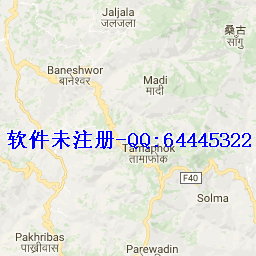 Jaljala
जलजला
桑古
साँगु
Baneshwor
बानेश्वर
Madi
मादी
软件未注册-QQ:64445322
Tamaphok
तामाफोक
F40
Solma
Pakhribas
पाख्रीवास
Parewadin